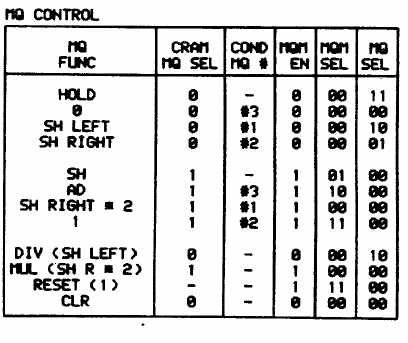 MQ CONTROL
MQ FUNC CRAM MQ SEL COND MQ # MQM EN MQM SEL MQ SEL
HOLD 0 - 0 00 11
0 0 #3 0 00 00
SH LEFT 0 #1 0 00 10
SH RIGHT 0 #2 0 00 01
SH 1 - 1 01 00
AD 1 #3 1 10 00
SH RIGHT * 2 1 #1 1 00 00
1 1 #2 1 11 00
DIV (SH LEFT) 0 - 0 00 10
MUL (SH R * 2) 1 - 1 00 00
RESET (1) - - 1 11 00
CLR 0 - 0 00 00